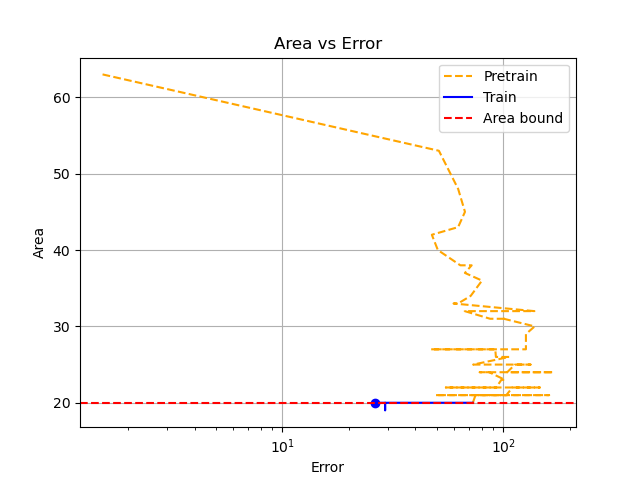 Area vs Error
Pretrain
Train
Area bound
60
50
40
30
20
Area
10¹
10²
Error